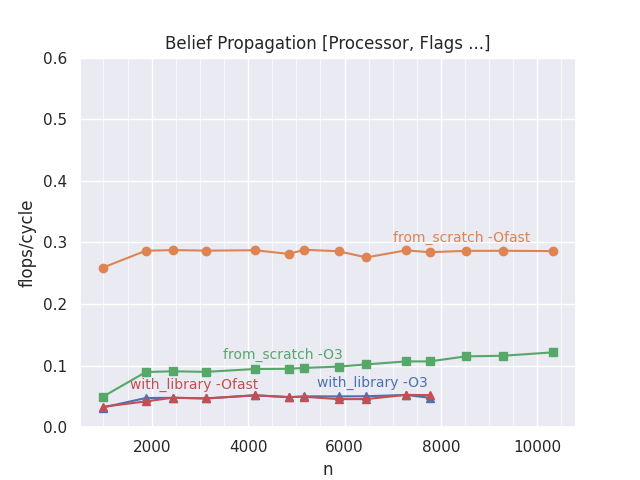 Belief Propagation [Processor, Flags ...]
0.6
0.5
0.4
0.3
0.2
0.1
0.0
flops/cycle
from_scratch -Ofast
from_scratch -O3
with_library -Ofast
with_library -O3
2000
4000
6000
8000
10000
n